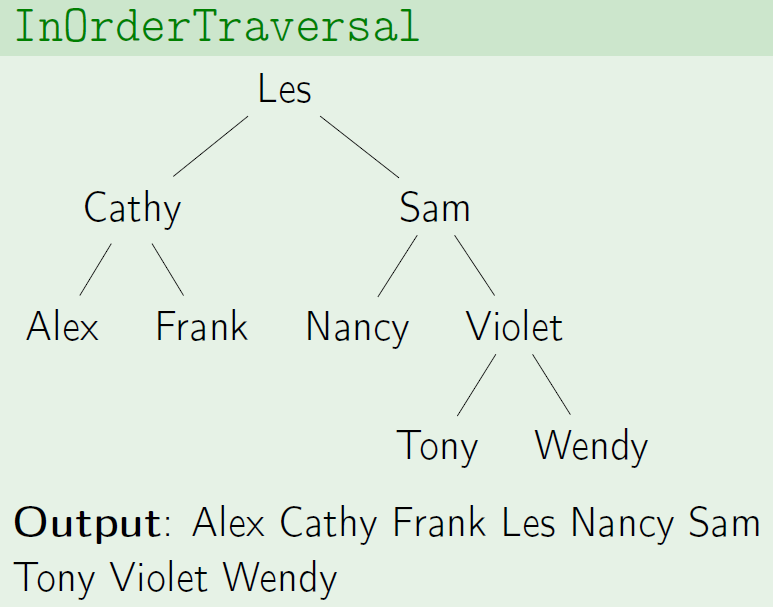 InOrderTraversal
Les
Cathy Sam
Alex Frank Nancy Violet
Tony Wendy
Output: Alex Cathy Frank Les Nancy Sam
Tony Violet Wendy